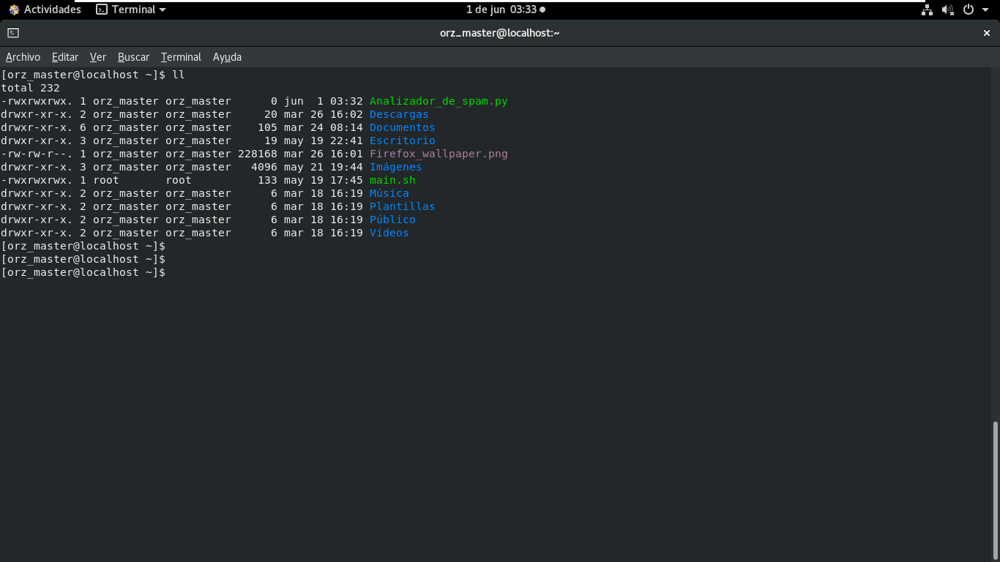 Actividades Terminal 1 de jun 03:33
orz_master@localhost:~
Archivo Editar Ver Buscar Terminal Ayuda
[orz_master@localhost ~]$ ll
total 232
-rwxrwxrwx. 1 orz_master orz_master      0 jun  1 03:32 Analizador_de_spam.py
drwxr-xr-x. 2 orz_master orz_master     20 mar 26 16:02 Descargas
drwxr-xr-x. 6 orz_master orz_master    105 mar 24 08:14 Documentos
drwxr-xr-x. 3 orz_master orz_master     19 may 19 22:41 Escritorio
-rw-rw-r--. 1 orz_master orz_master 228168 mar 26 16:01 Firefox_wallpaper.png
drwxr-xr-x. 3 orz_master orz_master   4096 may 21 19:44 Imágenes
-rwxrwxrwx. 1 root       root          133 may 19 17:45 main.sh
drwxr-xr-x. 2 orz_master orz_master      6 mar 18 16:19 Música
drwxr-xr-x. 2 orz_master orz_master      6 mar 18 16:19 Plantillas
drwxr-xr-x. 2 orz_master orz_master      6 mar 18 16:19 Público
drwxr-xr-x. 2 orz_master orz_master      6 mar 18 16:19 Vídeos
[orz_master@localhost ~]$
[orz_master@localhost ~]$
[orz_master@localhost ~]$